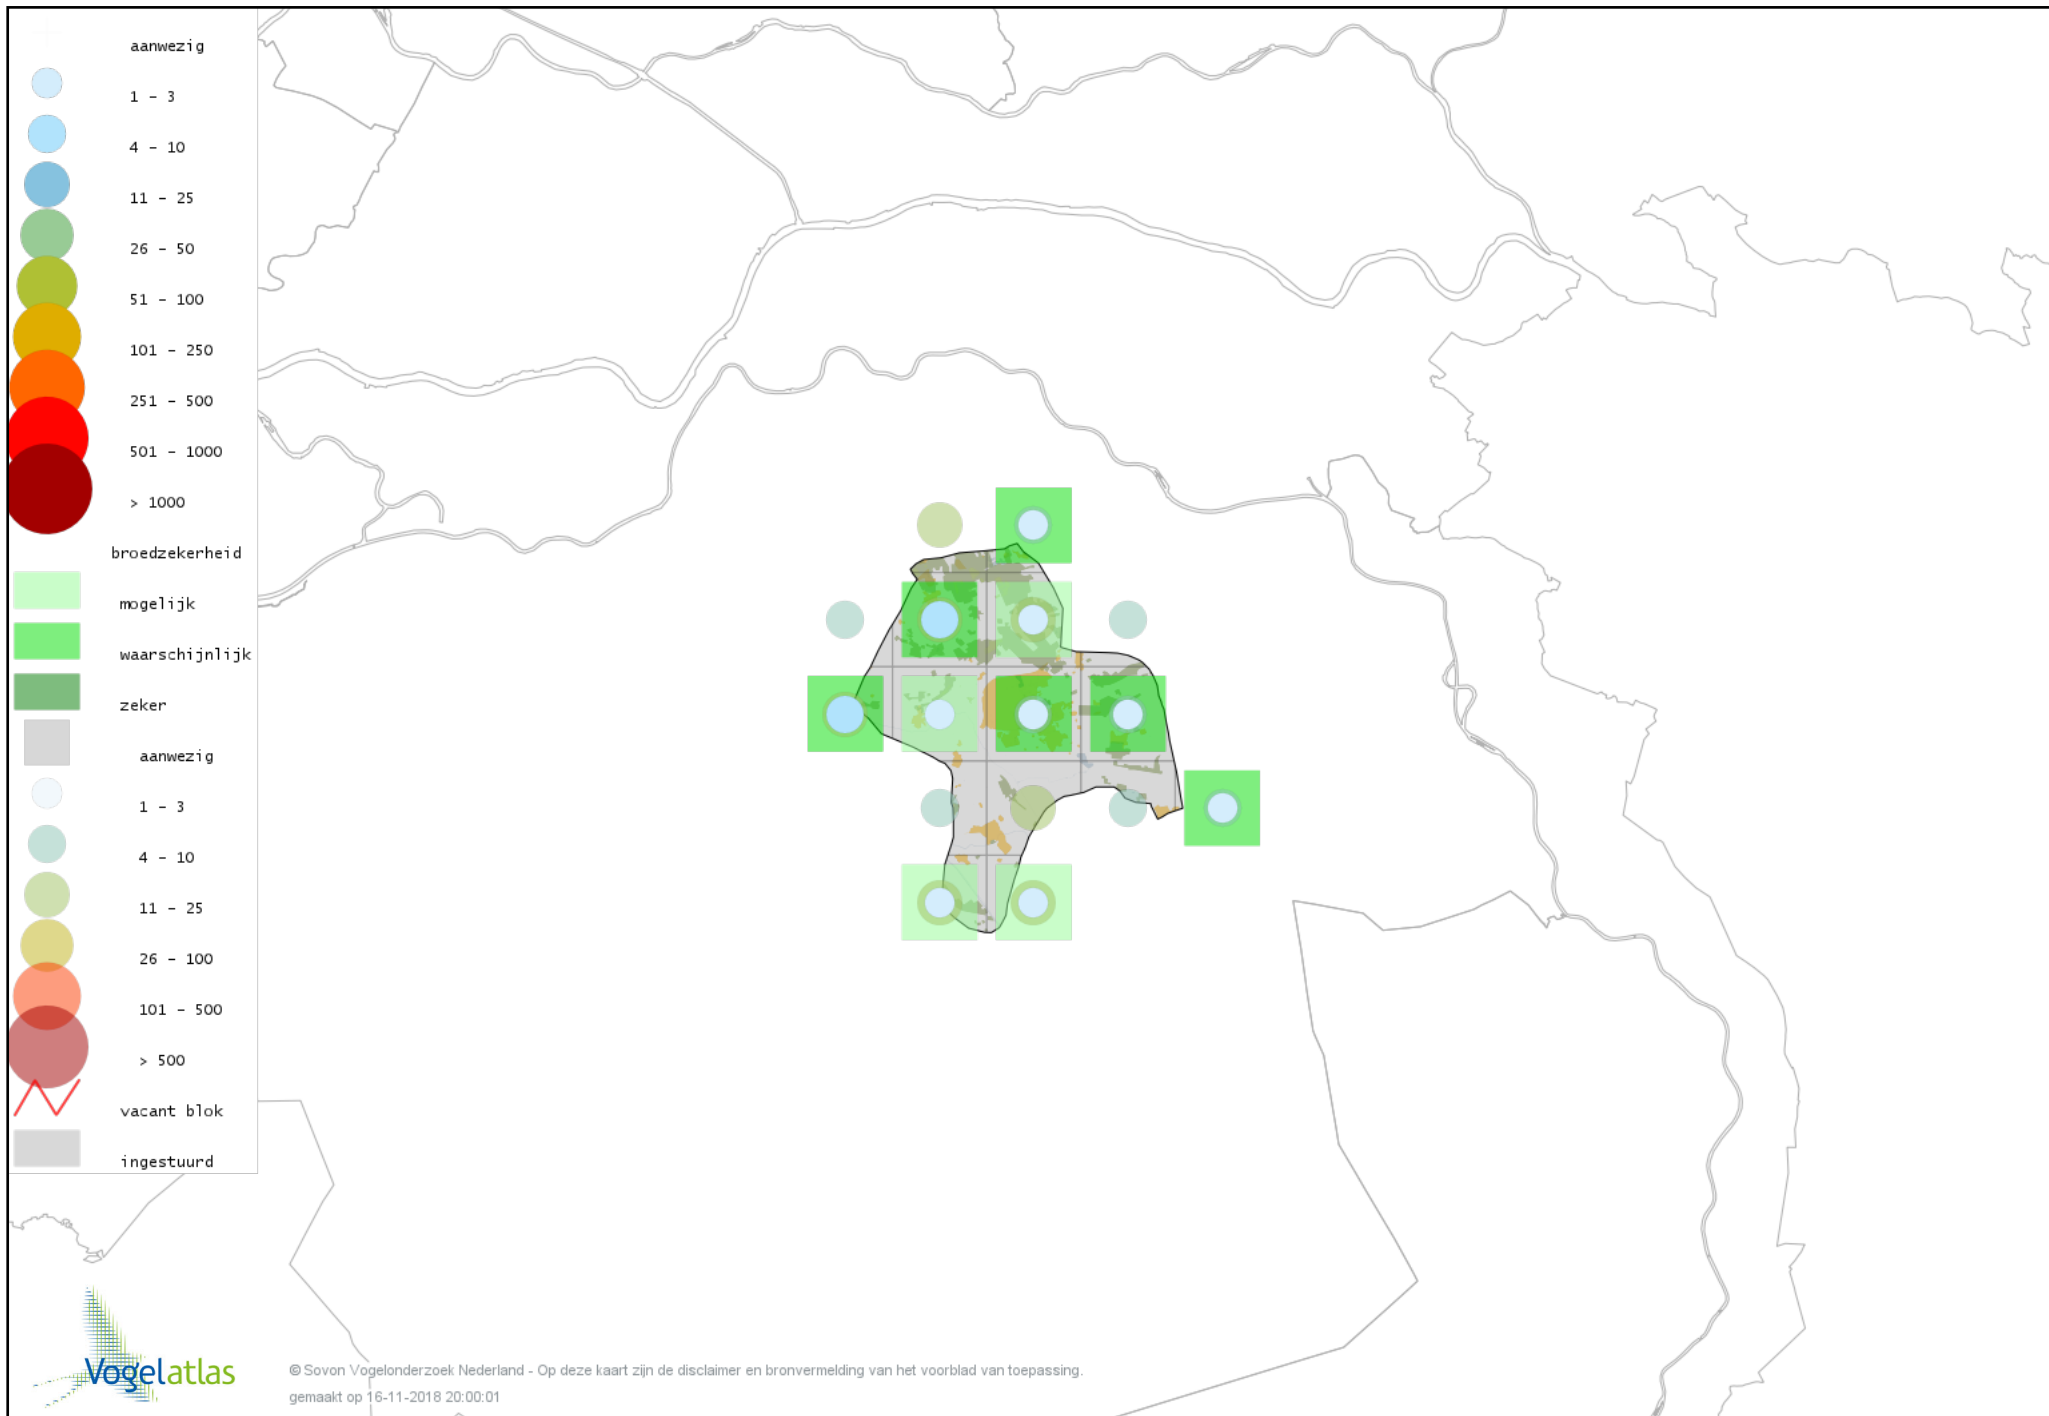 aanwezig
1 - 3
4 - 10
11 - 25
26 - 50
51 - 100
101 - 250
251 - 500
501 - 1000
> 1000
broedzekerheid
mogelijk
waarschijnlijk
zeker
aanwezig
1 - 3
4 - 10
11 - 25
26 - 100
101 - 500
> 500
vacant blok
ingestuurd
Vogelatlas
© Sovon Vogelonderzoek Nederland - Op deze kaart zijn de disclaimer en bronvermelding van het voorblad van toepassing.
gemaakt op 16-11-2018 20:00:01